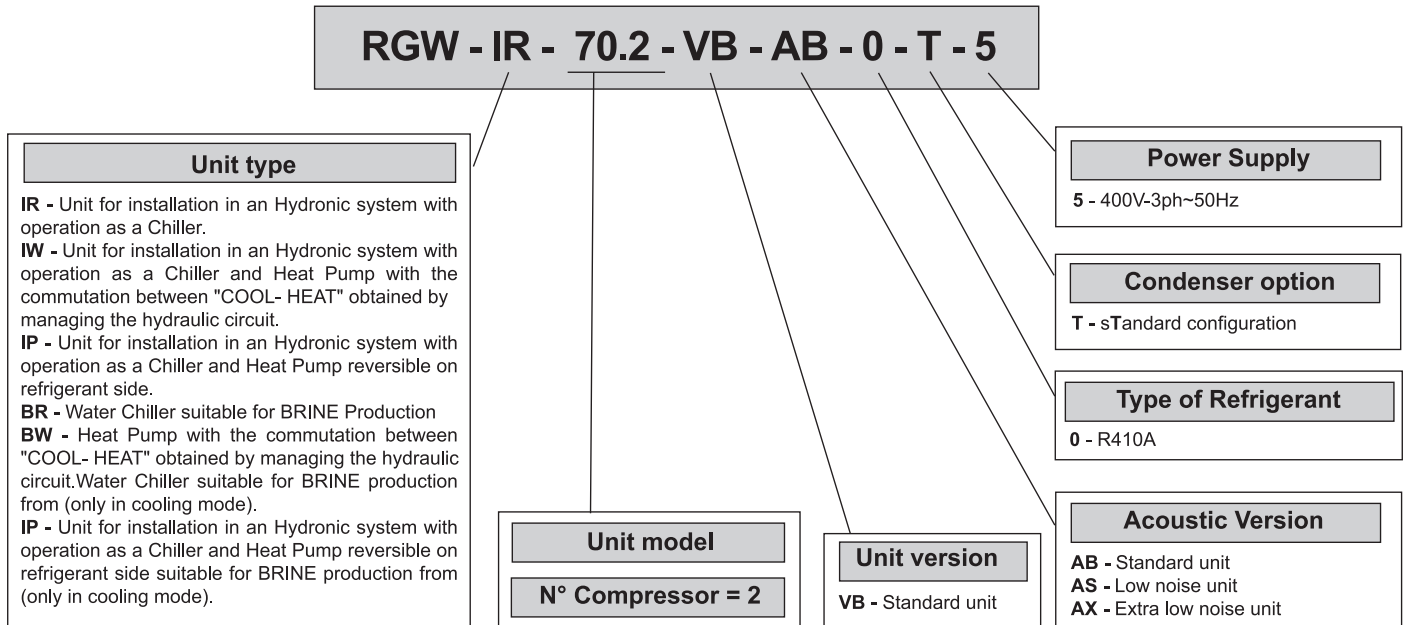 RGW - IR - 70.2 - VB - AB - 0 - T - 5
Unit type
IR - Unit for installation in an Hydronic system with
operation as a Chiller.
IW - Unit for installation in an Hydronic system with
operation as a Chiller and Heat Pump with the
commutation between "COOL- HEAT" obtained by
managing the hydraulic circuit.
IP - Unit for installation in an Hydronic system with
operation as a Chiller and Heat Pump reversible on
refrigerant side.
BR - Water Chiller suitable for BRINE Production
BW - Heat Pump with the commutation between
"COOL- HEAT" obtained by managing the hydraulic
circuit.Water Chiller suitable for BRINE production
from (only in cooling mode).
IP - Unit for installation in an Hydronic system with
operation as a Chiller and Heat Pump reversible on
refrigerant side suitable for BRINE production from
(only in cooling mode).
Unit model
N° Compressor = 2
Unit version
VB - Standard unit
Power Supply
5 - 400V-3ph~50Hz
Condenser option
T - sTandard configuration
Type of Refrigerant
0 - R410A
Acoustic Version
AB - Standard unit
AS - Low noise unit
AX - Extra low noise unit